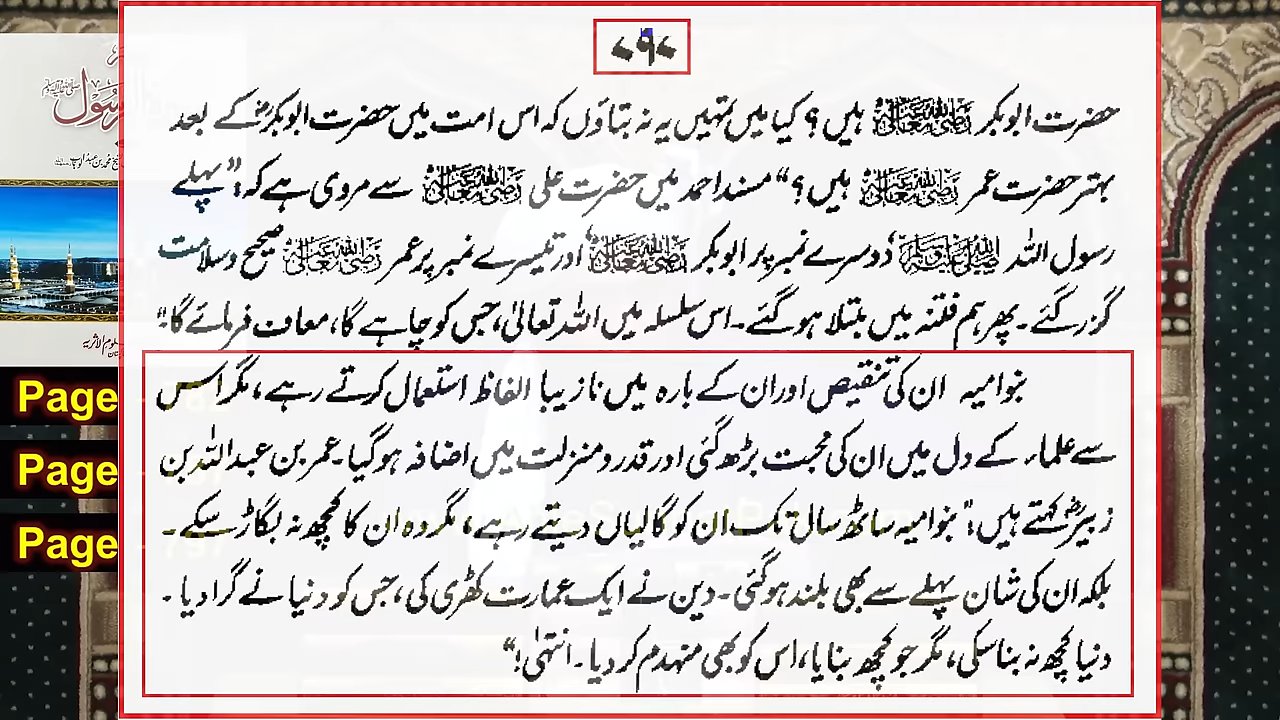 حضرت ابوبکر رضی اللہ تعالیٰ عنہ ہیں؟ کیا میں تمہیں یہ نہ بتاؤں کہ اس امت میں حضرت ابوبکرؓ کے بعد
بہتر حضرت عمر رضی اللہ تعالیٰ عنہ ہیں؟“ مسند احمد میں حضرت علی رضی اللہ تعالیٰ عنہ سے مروی ہے کہ: ”پہلے
رسول اللہ صلی اللہ علیہ وسلم، دوسرے نمبر پر ابوبکر رضی اللہ تعالیٰ عنہ، اور تیسرے نمبر پر عمر رضی اللہ تعالیٰ عنہ صحیح وسلامت
گزر گئے۔ پھر ہم فتنہ میں مبتلا ہو گئے۔ اس سلسلہ میں اللہ تعالیٰ، جس کو چاہے گا، معاف فرمائے گا۔“
بنوامیہ ان کی تنقیص اور ان کے بارہ میں نازیبا الفاظ استعمال کرتے رہے، مگر اس
سے علماء کے دل میں ان کی محبت بڑھ گئی اور قدر ومنزلت میں اضافہ ہو گیا۔ عمر بن عبداللہ بن
زبیرؓ کہتے ہیں: ”بنوامیہ ساٹھ سال تک ان کو گالیاں دیتے رہے، مگر وہ ان کا کچھ نہ بگاڑ سکے۔
بلکہ ان کی شان پہلے سے بھی بلند ہو گئی۔ دین نے ایک عمارت کھڑی کی، جس کو دنیا نے گرا دیا۔
دنیا کچھ نہ بنا سکی، مگر جو کچھ بنایا، اس کو بھی منہدم کر دیا۔ انتہٰی!“
Page
Page
Page